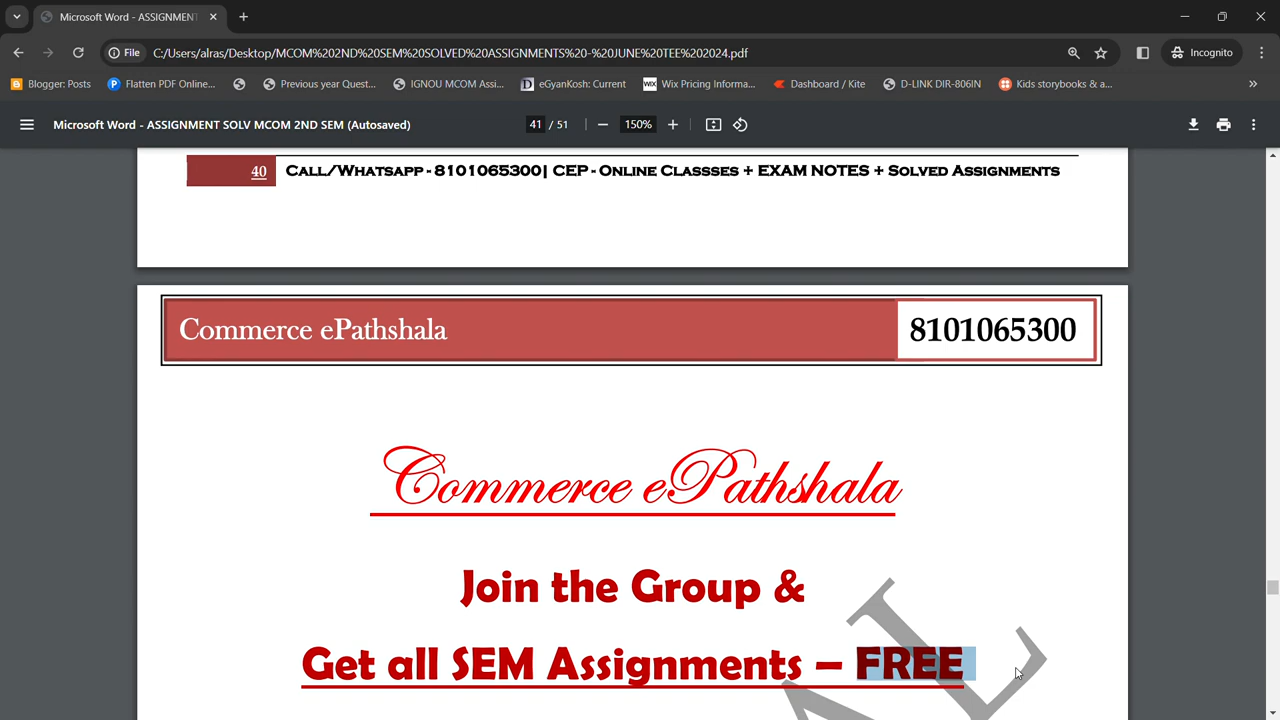 Microsoft Word - ASSIGNMENT
File C:/Users/alras/Desktop/MCOM%202ND%20SEM%20SOLVED%20ASSIGNMENTS%20-%20JUNE%20TEE%202024.pdf
Incognito
Blogger: Posts
Flatten PDF Online...
Previous year Quest...
IGNOU MCOM Assi...
eGyanKosh: Current
WIX Wix Pricing Informa...
Dashboard / Kite
D-LINK DIR-806IN
Kids storybooks & a...
»
Microsoft Word - ASSIGNMENT SOLV MCOM 2ND SEM (Autosaved)
41 / 51
150%
40 Call/Whatsapp - 8101065300| CEP - Online Classses + EXAM NOTES + Solved Assignments
Commerce ePathshala 8101065300
Commerce ePathshala
Join the Group &
Get all SEM Assignments – FREE